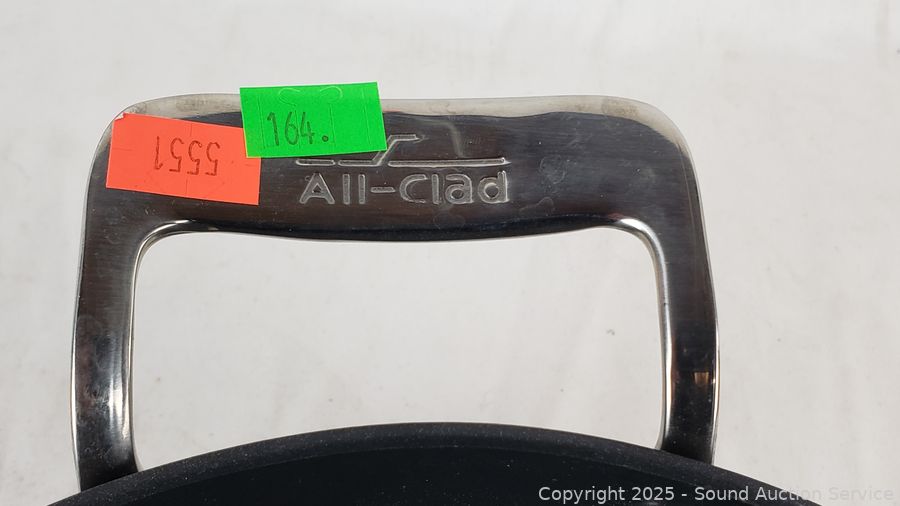 164.
5551
All-Clad
Copyright 2025 - Sound Auction Service